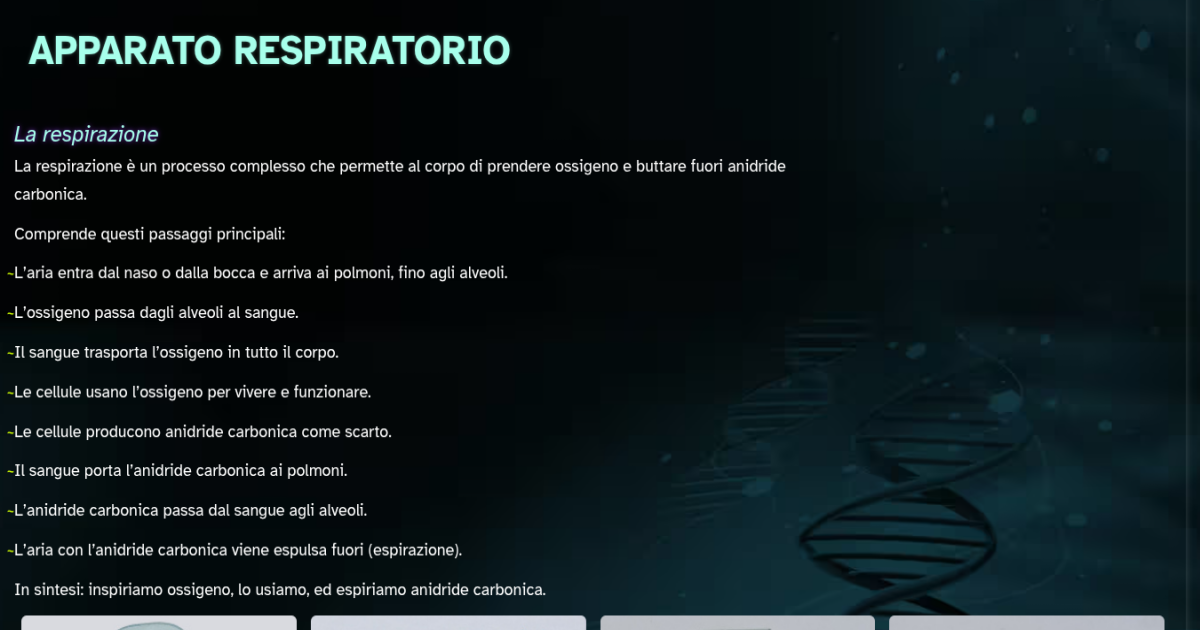 APPARATO RESPIRATORIO
La respirazione
La respirazione è un processo complesso che permette al corpo di prendere ossigeno e buttare fuori anidride
carbonica.
Comprende questi passaggi principali:
~L’aria entra dal naso o dalla bocca e arriva ai polmoni, fino agli alveoli.
~L’ossigeno passa dagli alveoli al sangue.
~Il sangue trasporta l’ossigeno in tutto il corpo.
~Le cellule usano l’ossigeno per vivere e funzionare.
~Le cellule producono anidride carbonica come scarto.
~Il sangue porta l’anidride carbonica ai polmoni.
~L’anidride carbonica passa dal sangue agli alveoli.
~L’aria con l’anidride carbonica viene espulsa fuori (espirazione).
In sintesi: inspiriamo ossigeno, lo usiamo, ed espiriamo anidride carbonica.